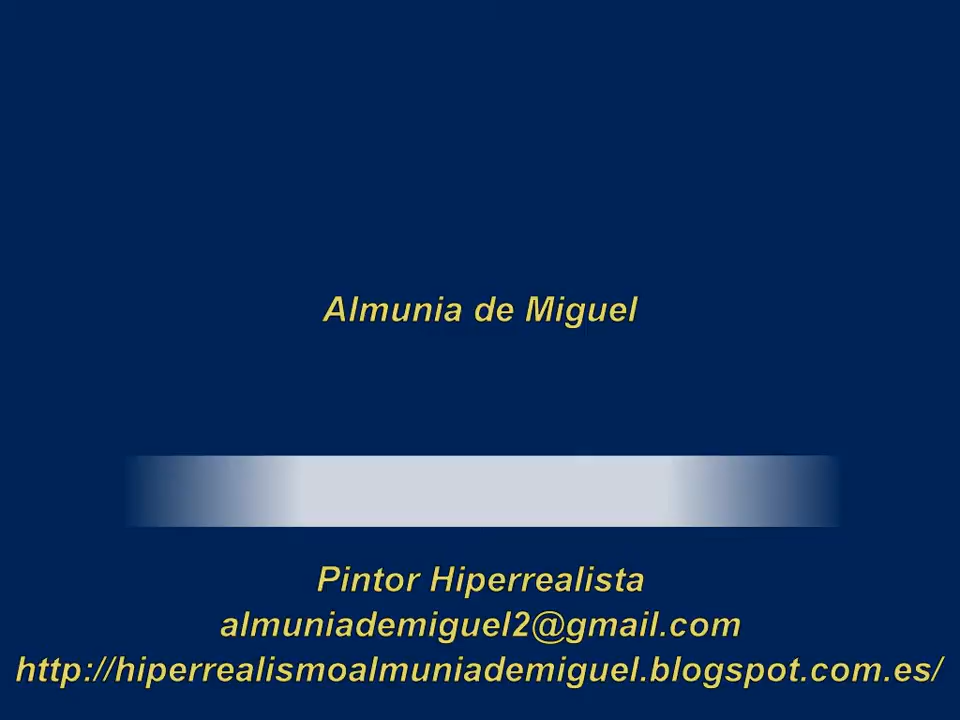 Almunia de Miguel
Pintor Hiperrealista
almuniademiguel2@gmail.com
http://hiperrealismoalmuniademiguel.blogspot.com.es/